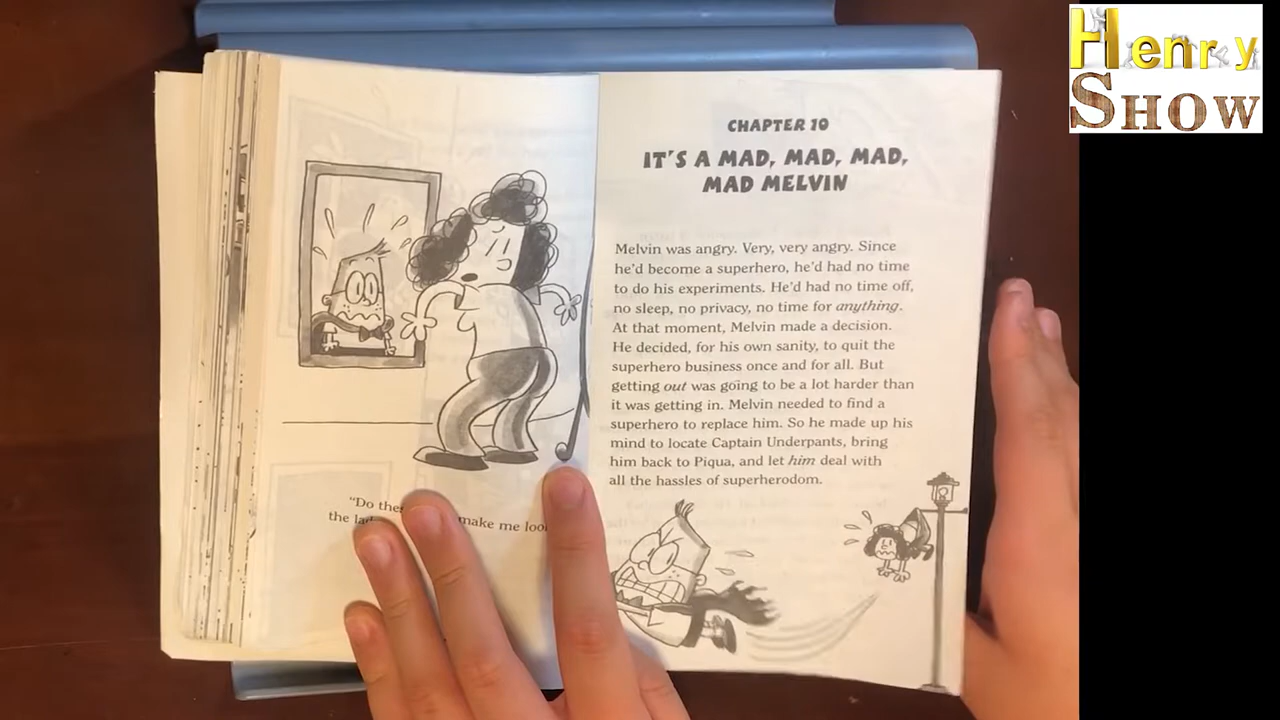 "Do the
make me loo
the la
CHAPTER 10
IT'S A MAD, MAD, MAD,
MAD MELVIN
Melvin was angry. Very, very angry. Since
he'd become a superhero, he'd had no time
to do his experiments. He'd had no time off,
no sleep, no privacy, no time for anything.
At that moment, Melvin made a decision.
He decided, for his own sanity, to quit the
superhero business once and for all. But
getting out was going to be a lot harder than
it was getting in. Melvin needed to find a
superhero to replace him. So he made up his
mind to locate Captain Underpants, bring
him back to Piqua, and let him deal with
all the hassles of superherodom.
Henry
SHOW